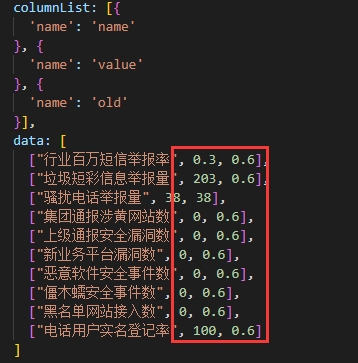 columnList: [{
'name': 'name'
}, {
'name': 'value'
}, {
'name': 'old'
}],
data: [
["行业百万短信举报率", 0.3, 0.6],
["垃圾短彩信息举报量", 203, 0.6],
["骚扰电话举报量", 38, 38],
["集团通报涉黄网站数", 0, 0.6],
["上级通报安全漏洞数", 0, 0.6],
["新业务平台漏洞数", 0, 0.6],
["恶意软件安全事件数", 0, 0.6],
["僵木蠕安全事件数", 0, 0.6],
["黑名单网站接入数", 0, 0.6],
["电话用户实名登记率", 100, 0.6]
]